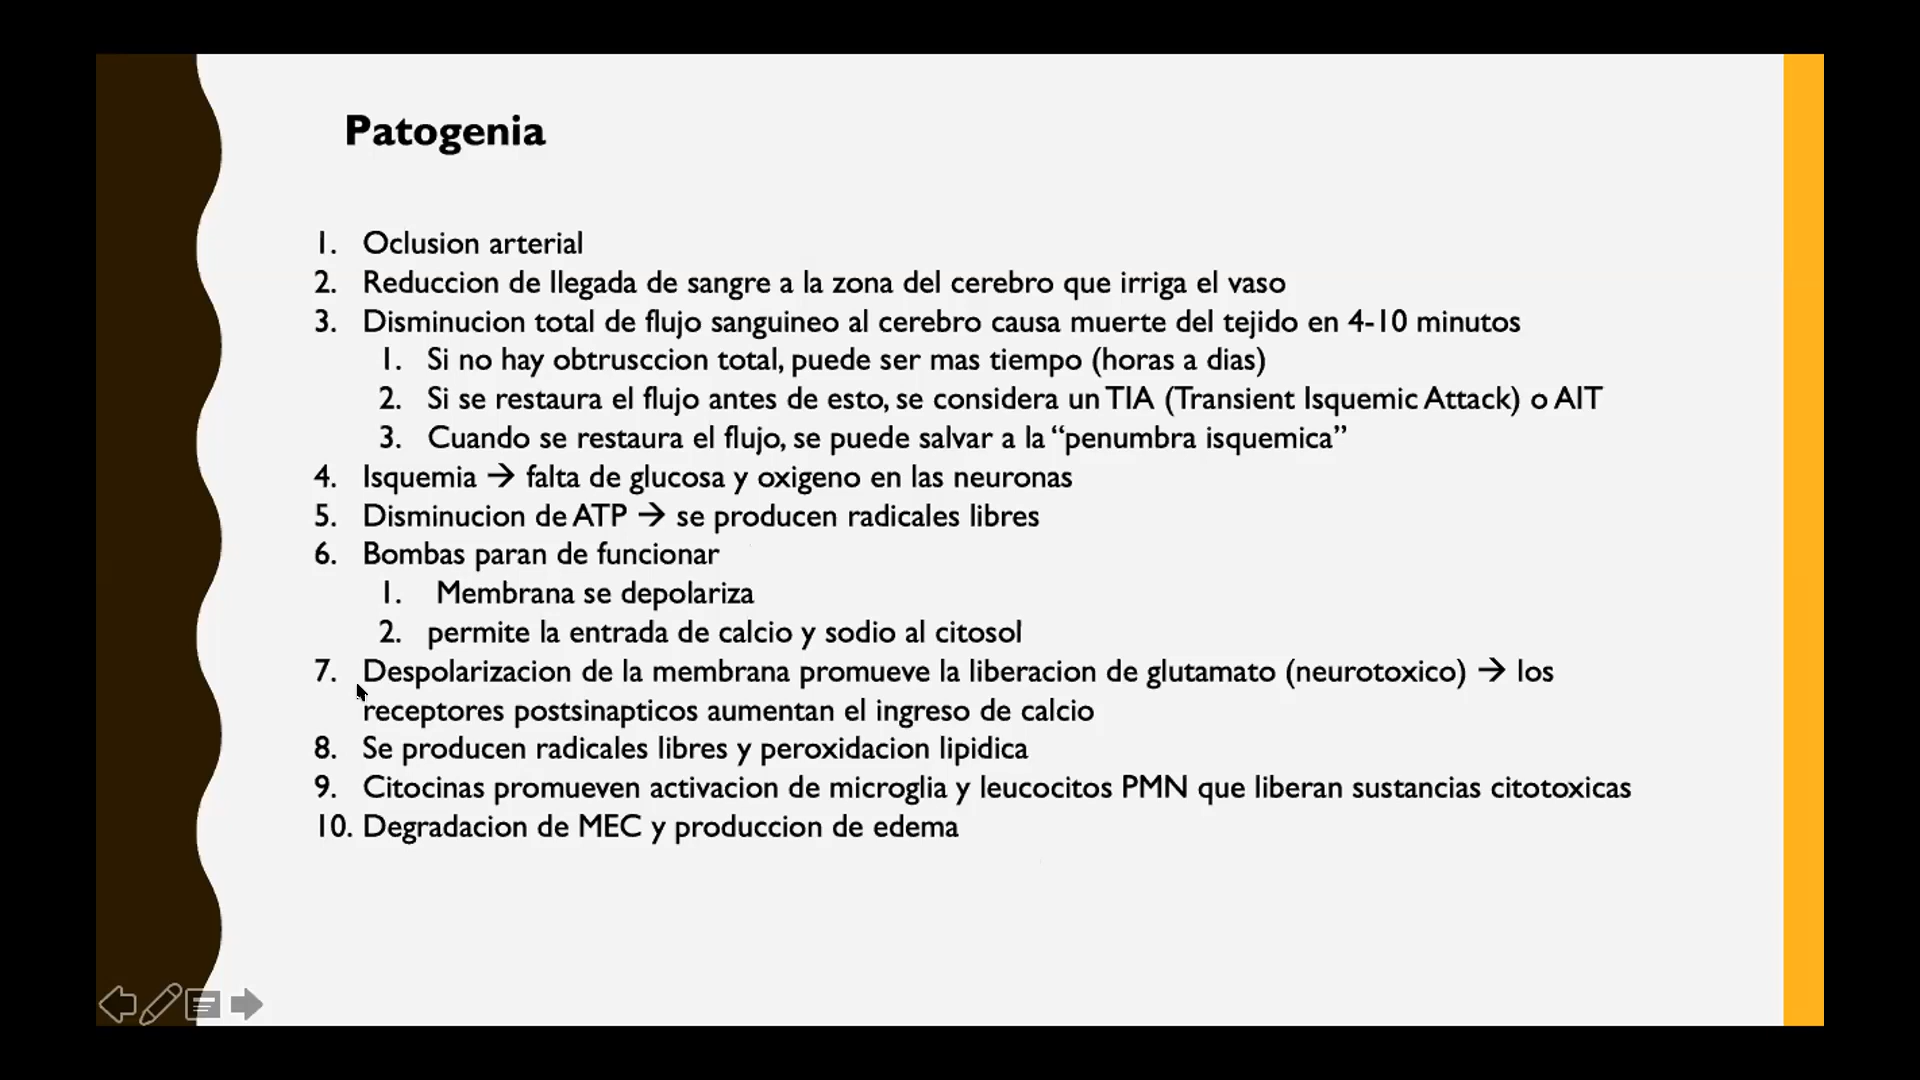 Patogenia
1. Oclusion arterial
2. Reduccion de llegada de sangre a la zona del cerebro que irriga el vaso
3. Disminucion total de flujo sanguineo al cerebro causa muerte del tejido en 4-10 minutos
1. Si no hay obtrusccion total, puede ser mas tiempo (horas a dias)
2. Si se restaura el flujo antes de esto, se considera un TIA (Transient Isquemic Attack) o AIT
3. Cuando se restaura el flujo, se puede salvar a la “penumbra isquemica”
4. Isquemia → falta de glucosa y oxigeno en las neuronas
5. Disminucion de ATP → se producen radicales libres
6. Bombas paran de funcionar
1. Membrana se depolariza
2. permite la entrada de calcio y sodio al citosol
7. Despolarizacion de la membrana promueve la liberacion de glutamato (neurotoxico) → los
receptores postsinapticos aumentan el ingreso de calcio
8. Se producen radicales libres y peroxidacion lipidica
9. Citocinas promueven activacion de microglia y leucocitos PMN que liberan sustancias citotoxicas
10. Degradacion de MEC y produccion de edema